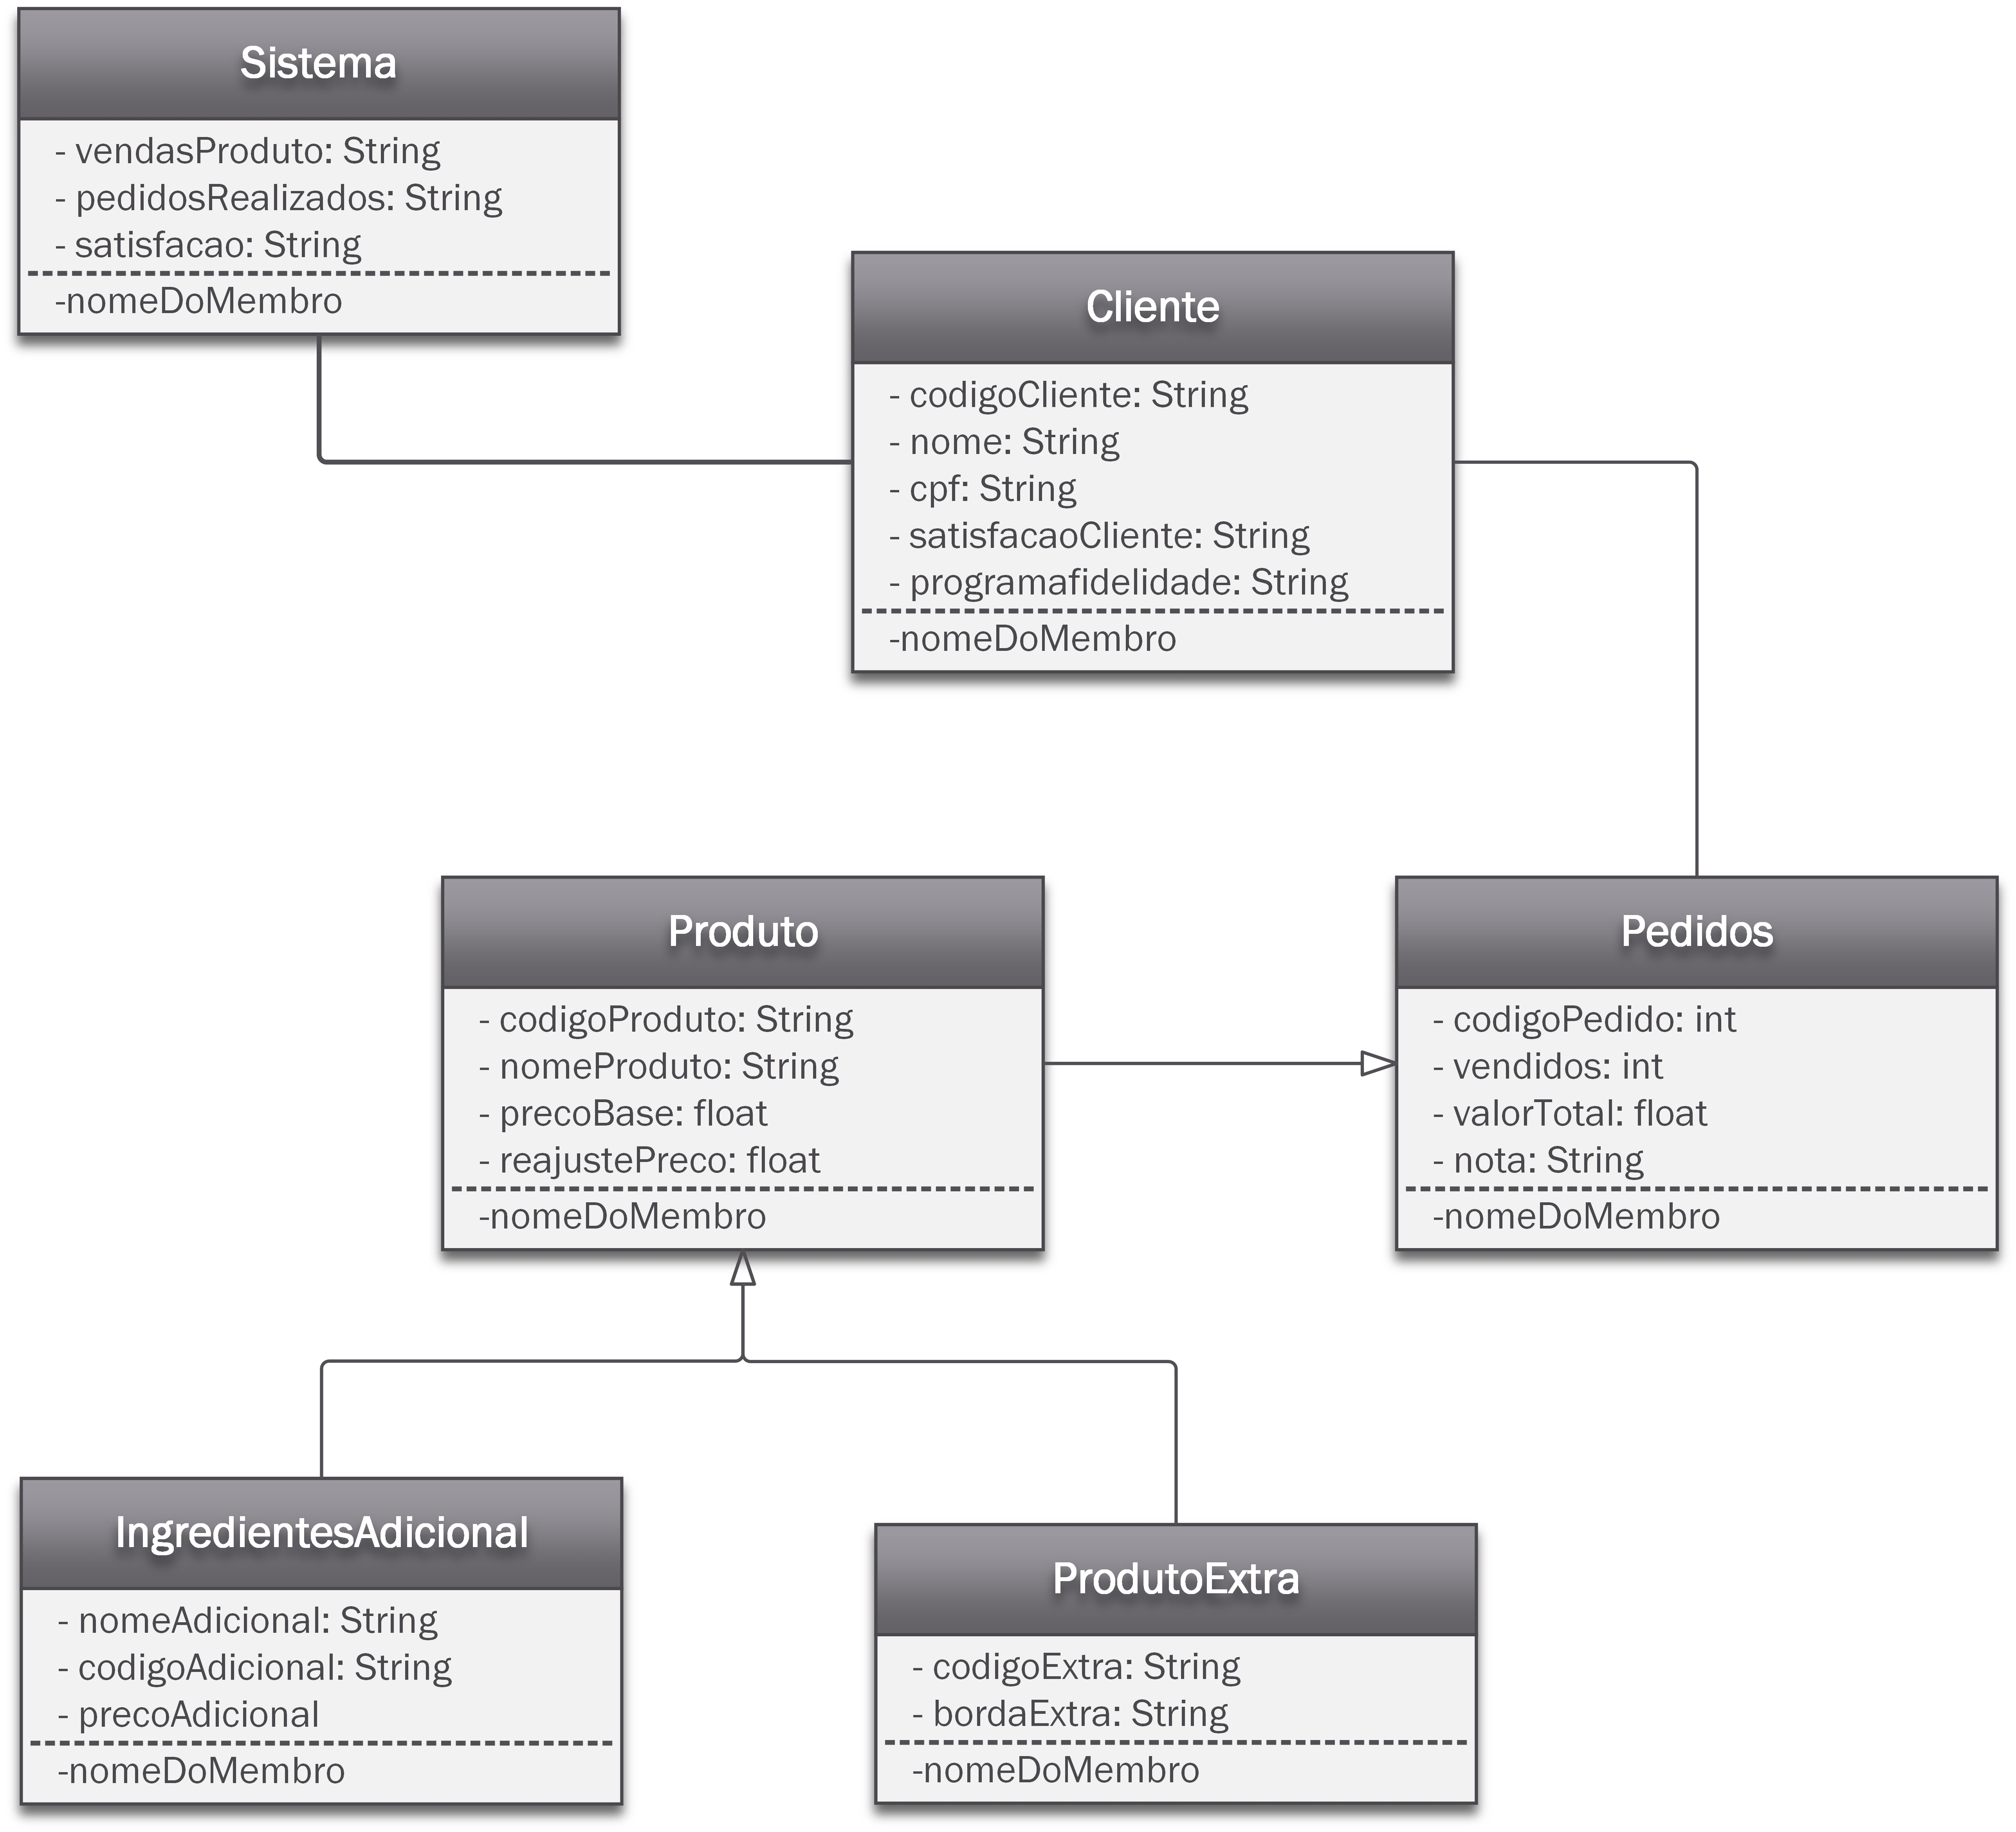 Sistema
- vendasProduto: String
- pedidosRealizados: String
- satisfacao: String
-nomeDoMembro
Cliente
- codigoCliente: String
- nome: String
- cpf: String
- satisfacaoCliente: String
- programafidelidade: String
-nomeDoMembro
Produto
- codigoProduto: String
- nomeProduto: String
- precoBase: float
- reajustePreco: float
-nomeDoMembro
Pedidos
- codigoPedido: int
- vendidos: int
- valorTotal: float
- nota: String
-nomeDoMembro
IngredientesAdicional
- nomeAdicional: String
- codigoAdicional: String
- precoAdicional
-nomeDoMembro
ProdutoExtra
- codigoExtra: String
- bordaExtra: String
-nomeDoMembro